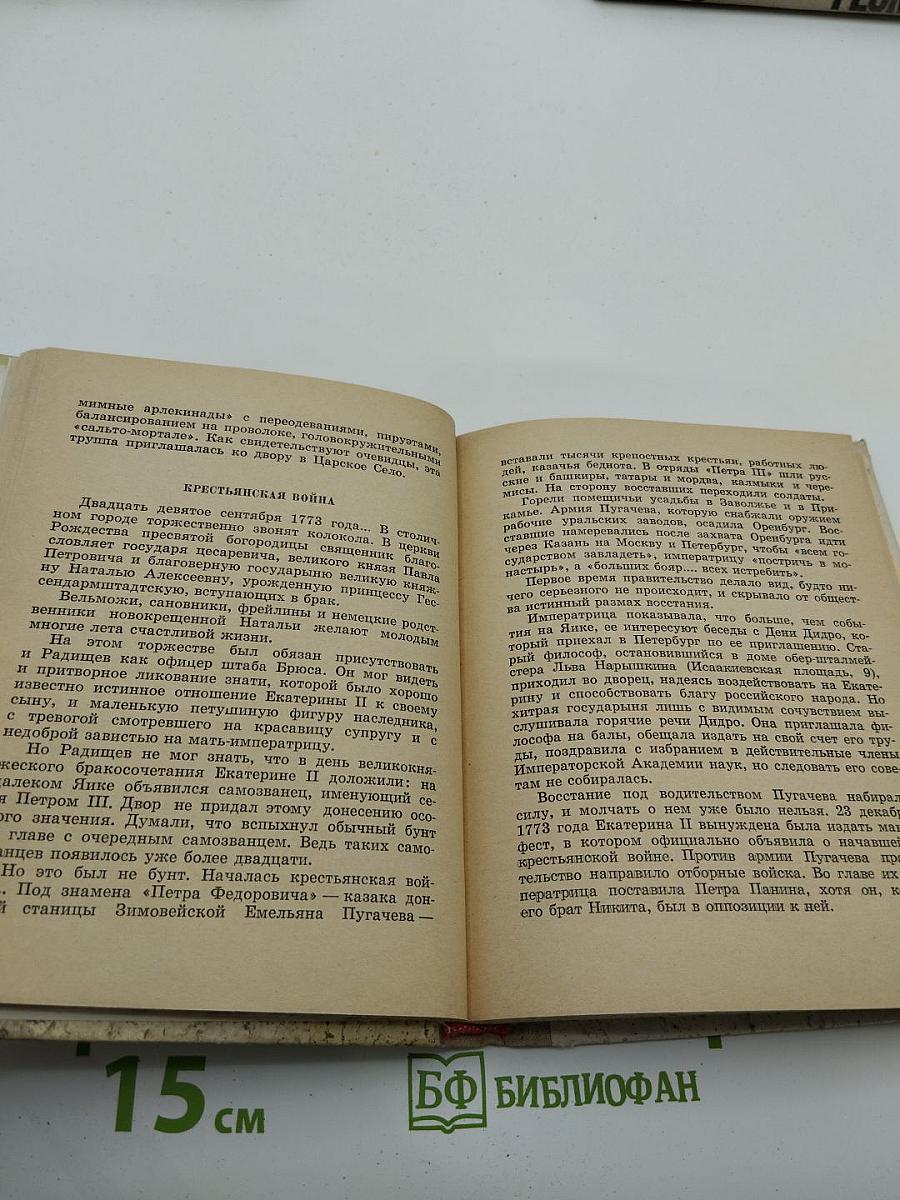 мимные арлекинады» с переодеваниями, пируэтами,
балансированием на проволоке, головокружительными
«сальто-мортале». Как свидетельствуют очевидцы, эта
труппа приглашалась ко двору в Царское Село.
КРЕСТЬЯНСКАЯ ВОЙНА
Двадцать девятое сентября 1773 года... В столич-
ном городе торжественно звонят колокола. В церкви
Рождества пресвятой богородицы священник благо-
словляет государя цесаревича, великого князя Павла
Петровича и благоверную государыню великую княж-
ну Наталью Алексеевну, урожденную принцессу Гес-
сендармштадтскую, вступающих в брак.
Вельможи, сановники, фрейлины и немецкие родст-
венники новокрещенной Натальи желают молодым
многие лета счастливой жизни.
На этом торжестве был обязан присутствовать
и Радищев как офицер штаба Брюса. Он мог видеть
и притворное ликование знати, которой было хорошо
известно истинное отношение Екатерины II к своему
сыну, и маленькую петушиную фигуру наследника,
с тревогой смотревшего на красавицу супругу и с
недоброй завистью на мать-императрицу.
Но Радищев не мог знать, что в день великокня-
жеского бракосочетания Екатерине II доложили: на
далеком Яике объявился самозванец, именующий се-
я Петром III. Двор не придал этому донесению осо-
ого значения. Думали, что вспыхнул обычный бунт
главе с очередным самозванцем. Ведь таких само-
анцев появилось уже более двадцати.
Но это был не бунт. Началась крестьянская вой-
.. Под знамена «Петра Федоровича» — казака дон-
й станицы Зимовейской Емельяна Пугачева —
вставали тысячи крепостных крестьян, работных лю-
дей, казачья беднота. В отряды «Петра III» шли рус-
ские и башкиры, татары и мордва, калмыки и чере-
мисы. На сторону восставших переходили солдаты.
Горели помещичьи усадьбы в Заволжье и в При-
камье. Армия Пугачева, которую снабжали оружием
рабочие уральских заводов, осадила Оренбург. Вос-
ставшие намеревались после захвата Оренбурга идти
через Казань на Москву и Петербург, чтобы «всем го-
сударством завладеть», императрицу «постричь в мо-
настырь», а «больших бояр.... всех истребить».
Первое время правительство делало вид, будто ни-
чего серьезного не происходит, и скрывало от общест-
ва истинный размах восстания.
Императрица показывала, что больше, чем собы-
тия на Яике, ее интересуют беседы с Дени Дидро, ко-
торый приехал в Петербург по ее приглашению. Ста-
рый философ, остановившийся в доме обер-шталмей-
стера Льва Нарышкина (Исаакиевская площадь, 9),
приходил во дворец, надеясь воздействовать на Екате-
рину и способствовать благу российского народа. Но
хитрая государыня лишь с видимым сочувствием вы-
слушивала горячие речи Дидро. Она приглашала фи-
лософа на балы, обещала издать на свой счет его тру-
ды, поздравила с избранием в действительные члены
Императорской Академии наук, но следовать его сове-
там не собиралась.
Восстание под водительством Пугачева набирал
силу, и молчать о нем уже было нельзя. 23 декабр
1773 года Екатерина II вынуждена была издать ман
фест, в котором официально объявила о начавшей
крестьянской войне. Против армии Пугачева пра
тельство направило отборные войска. Во главе их
ператрица поставила Петра Панина, хотя он, к
его брат Никита, был в оппозиции к ней.
15 см
БФ БИБЛИОФАН